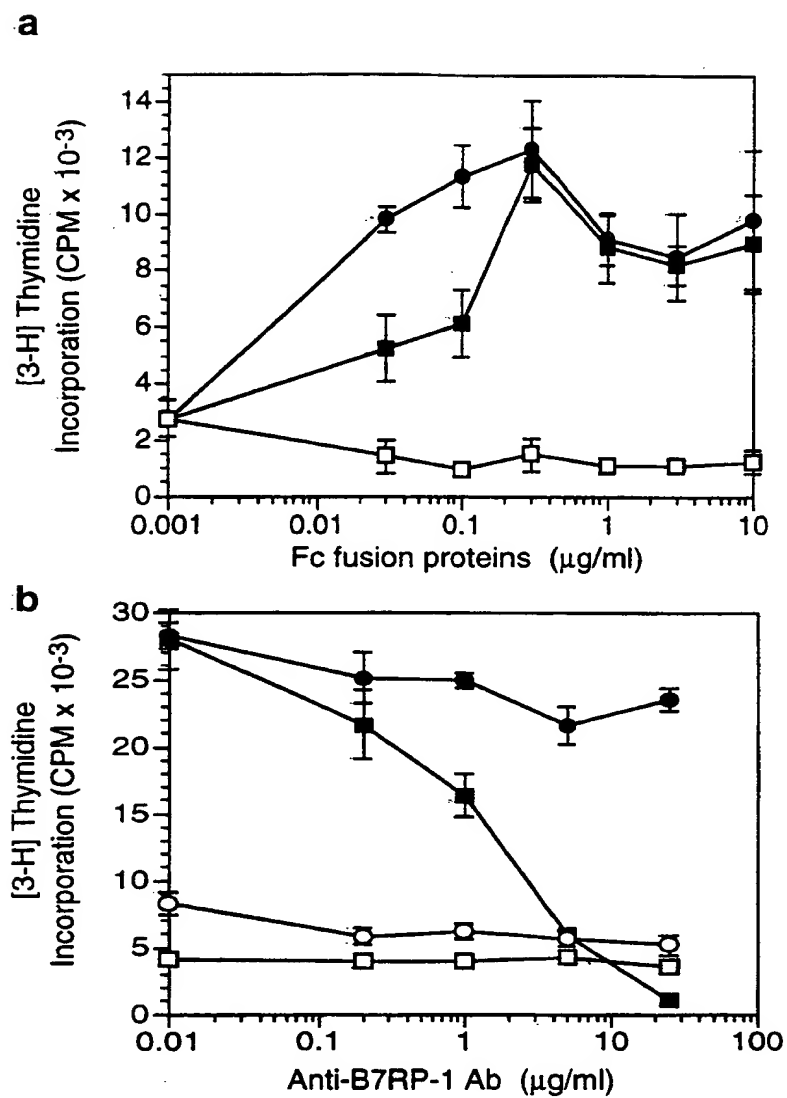 a
[3-H] Thymidine
Incorporation (CPM x 10-3)
14
12
10
8
6
4
2
0
0.001 0.01 0.1 1 10
Fc fusion proteins (μg/ml)
b
[3-H] Thymidine
Incorporation (CPM x 10-3)
30
25
20
15
10
5
0
0.01 0.1 1 10 100
Anti-B7RP-1 Ab (μg/ml)